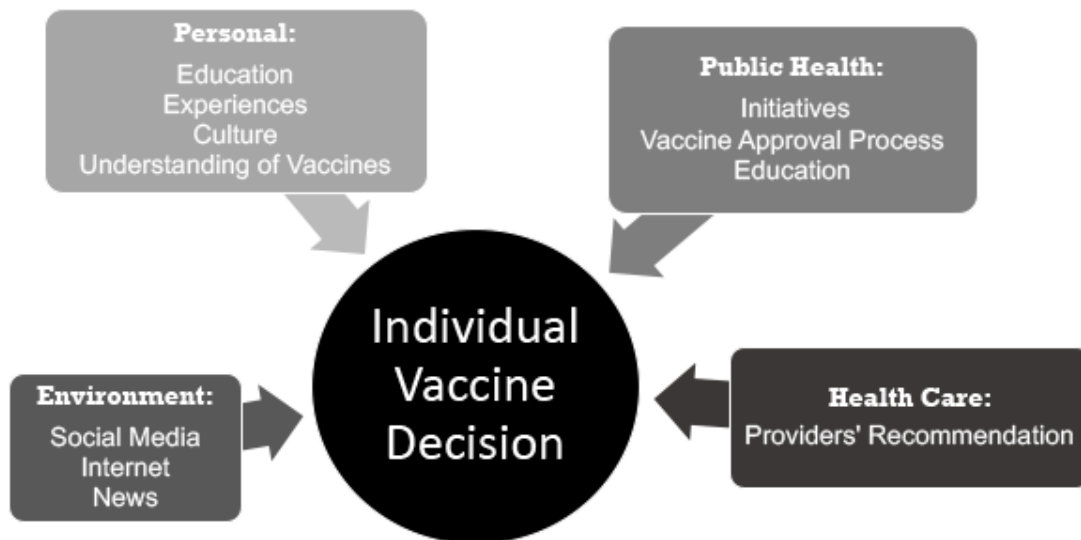 Personal:
Education
Experiences
Culture
Understanding of Vaccines
Public Health:
Initiatives
Vaccine Approval Process
Education
Individual
Vaccine
Decision
Environment:
Social Media
Internet
News
Health Care:
Providers' Recommendation